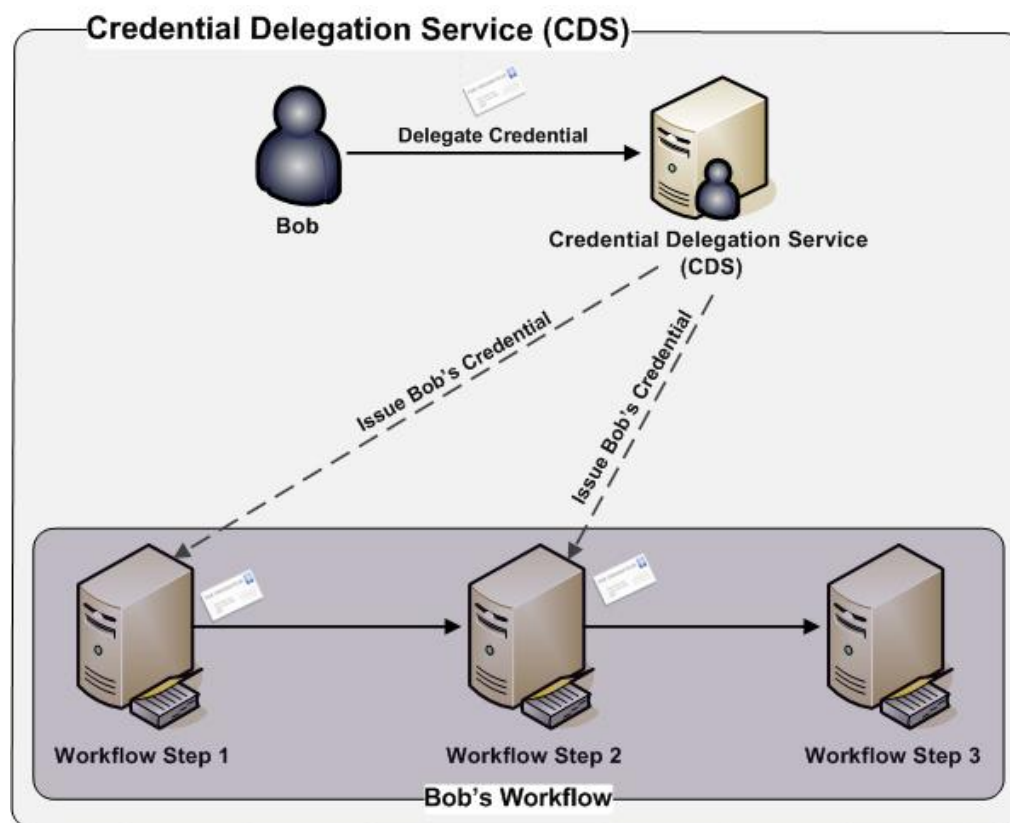 Credential Delegation Service (CDS)
Delegate Credential
Bob
Credential Delegation Service
(CDS)
Issue Bob's Credential
Issue Bob's Credential
Workflow Step 1
Workflow Step 2
Workflow Step 3
Bob's Workflow